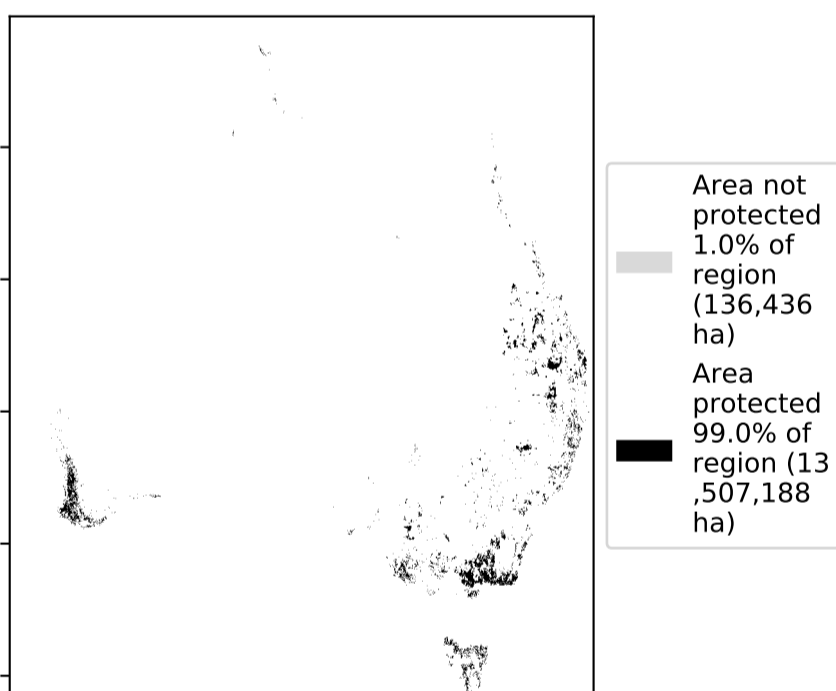 Area not
protected
1.0% of
region
(136,436
ha)
Area
protected
99.0% of
region (13
,507,188
ha)